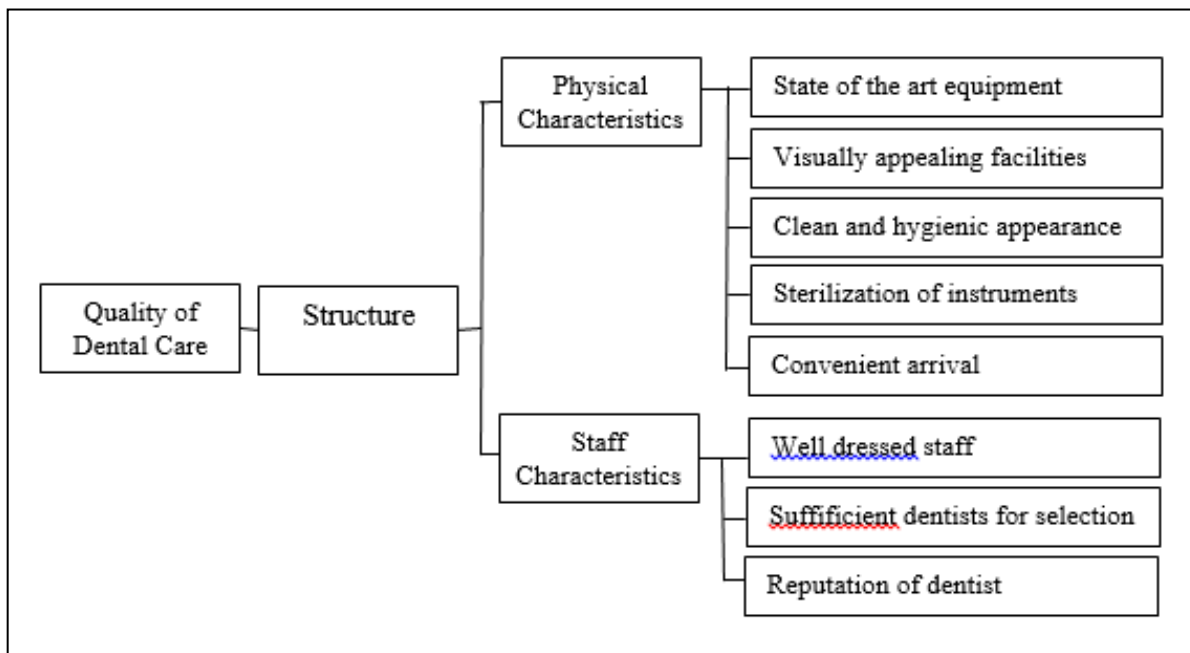 Quality of
Dental Care
Structure
Physical
Characteristics
State of the art equipment
Visually appealing facilities
Clean and hygienic appearance
Sterilization of instruments
Convenient arrival
Staff
Characteristics
Well dressed staff
Suffificient dentists for selection
Reputation of dentist